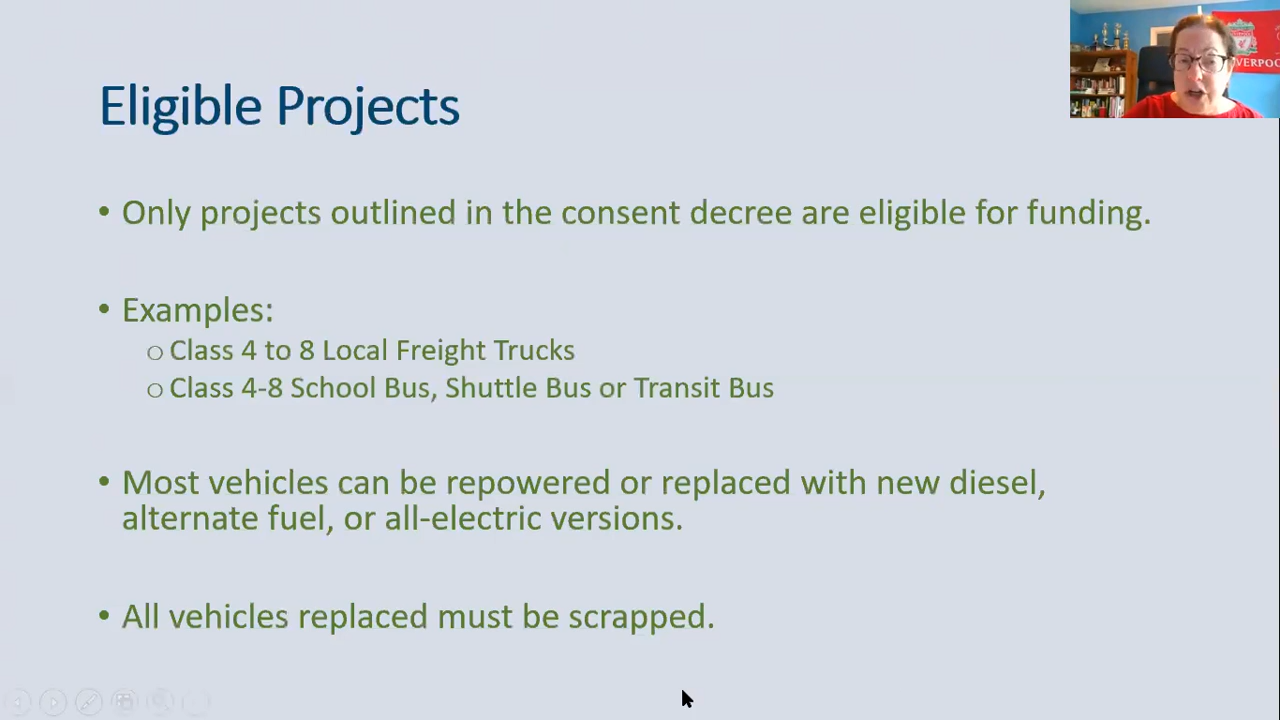 Eligible Projects
• Only projects outlined in the consent decree are eligible for funding.
• Examples:
o Class 4 to 8 Local Freight Trucks
o Class 4-8 School Bus, Shuttle Bus or Transit Bus
• Most vehicles can be repowered or replaced with new diesel,
alternate fuel, or all-electric versions.
• All vehicles replaced must be scrapped.